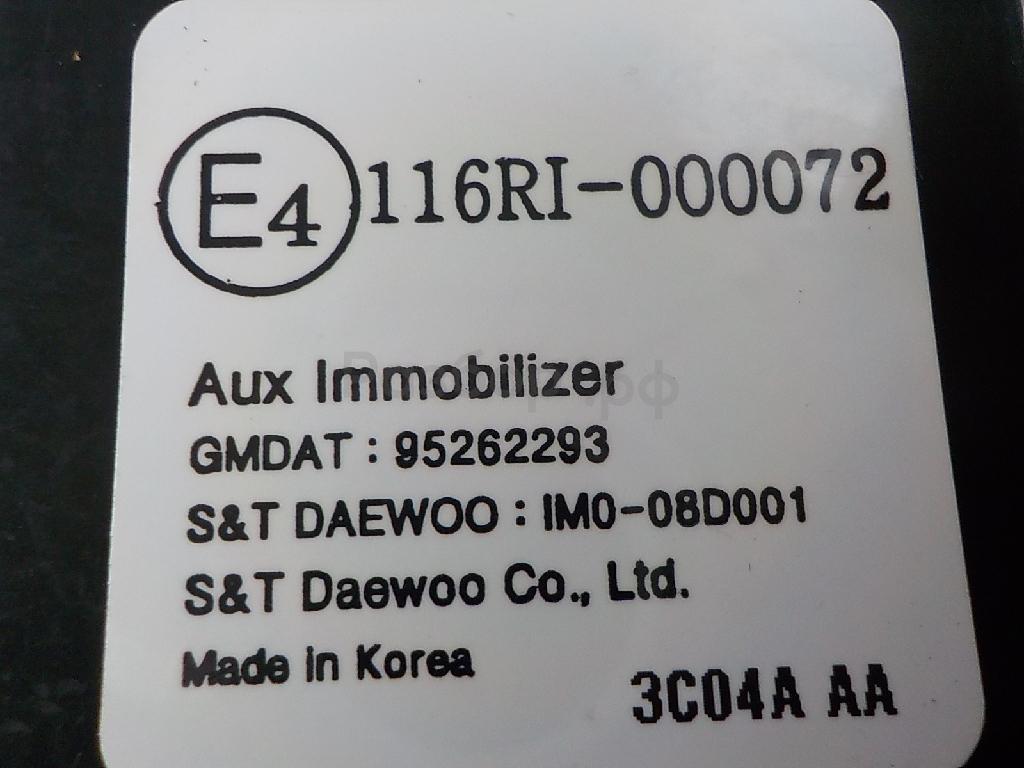 E4 116RI-000072
Aux Immobilizer
GMDAT : 95262293
S&T DAEWOO : IM0-08D001
S&T Daewoo Co., Ltd.
Made in Korea
3C04A AA